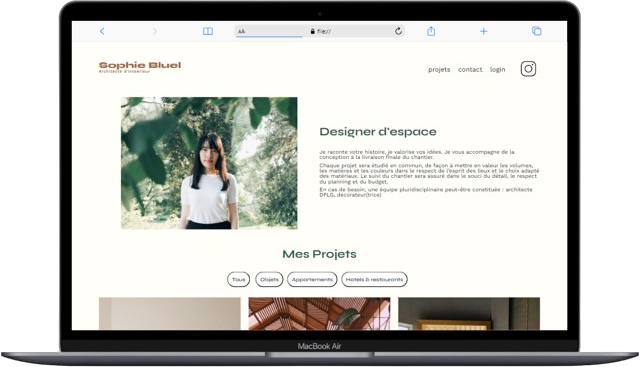 AA
file://
Sophie Bluel
Architecte d'intérieur
projets contact login
Designer d'espace
Je raconte votre histoire, je valorise vos idées. Je vous accompagne de la
conception à la livraison finale du chantier.
Chaque projet sera étudié en commun, de façon à mettre en valeur les volumes,
les matières et les couleurs dans le respect de l'esprit des lieux et le choix adapté
des matériaux. Le suivi du chantier sera assuré dans le souci du détail, le respect
du planning et du budget.
En cas de besoin, une équipe pluridisciplinaire peut-être constituée : architecte
DPLG, décorateur(trice)
Mes Projets
Tous Objets Appartements Hotels & restaurants
MacBook Air